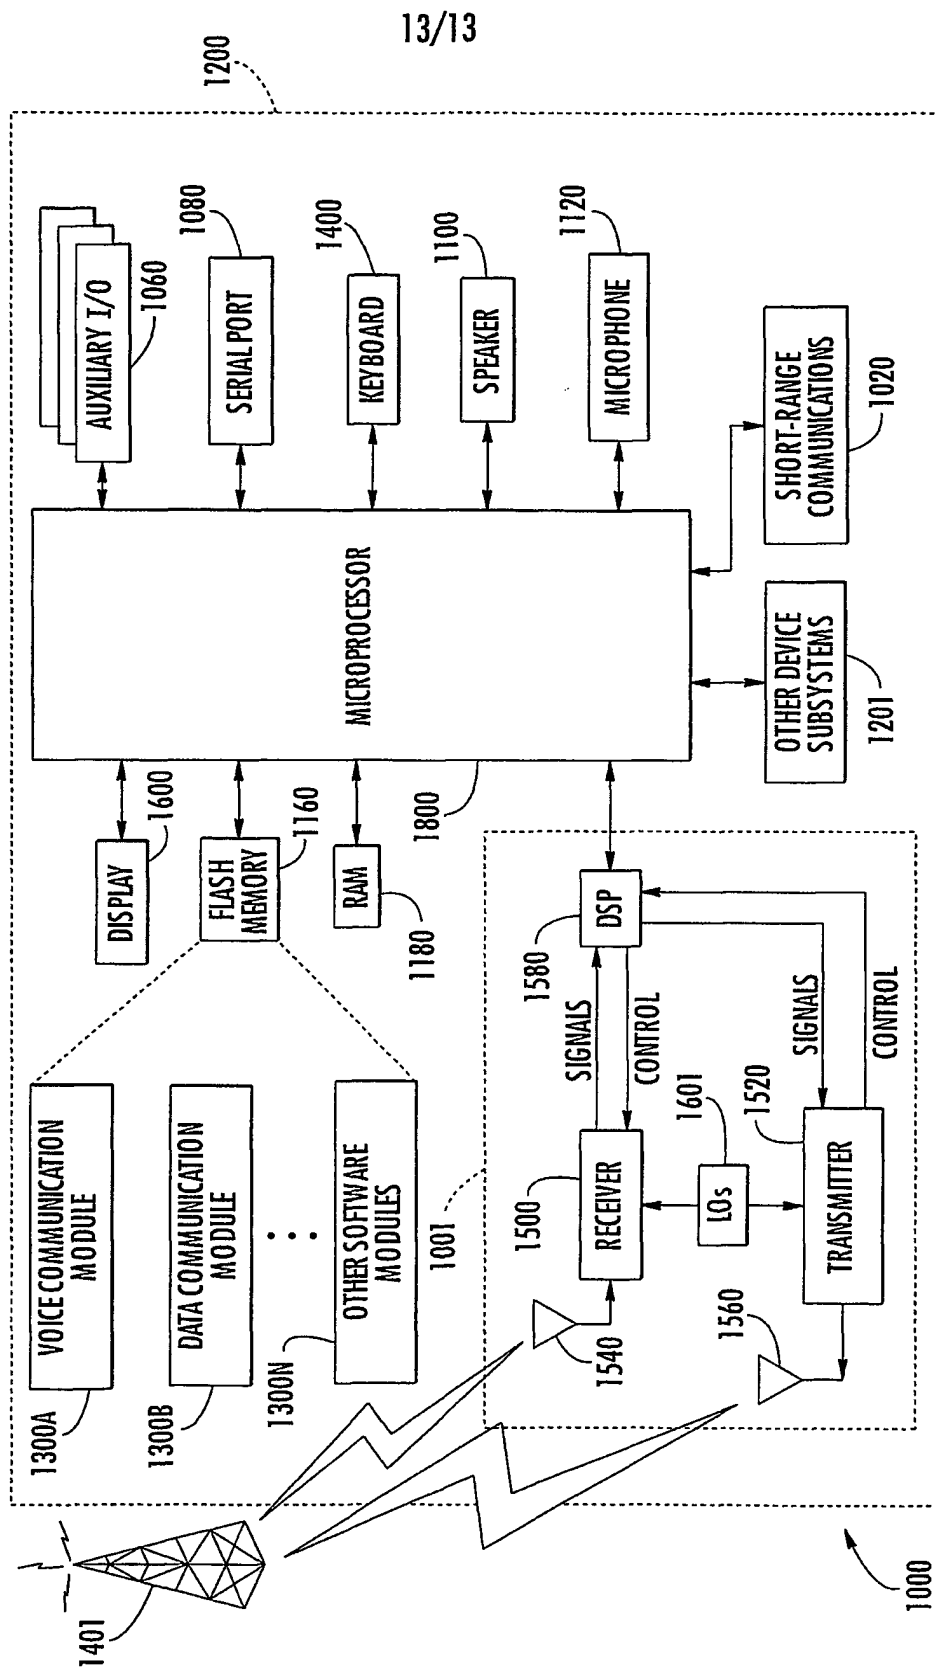 13/13
1200
AUXILIARY I/O
1060
SERIAL PORT
1080
KEYBOARD
1400
SPEAKER
1100
MICROPHONE
1120
SHORT-RANGE
COMMUNICATIONS
1020
MICROPROCESSOR
1800
OTHER DEVICE
SUBSYSTEMS
1201
DISPLAY
1600
FLASH
MEMORY
1160
RAM
1180
VOICE COMMUNICATION
MODULE
1300A
DATA COMMUNICATION
MODULE
1300B
OTHER SOFTWARE
MODULES
1300N
1001
DSP
1580
SIGNALS
CONTROL
SIGNALS
CONTROL
RECEIVER
1500
LOs
1601
TRANSMITTER
1520
1540
1560
1401
1000